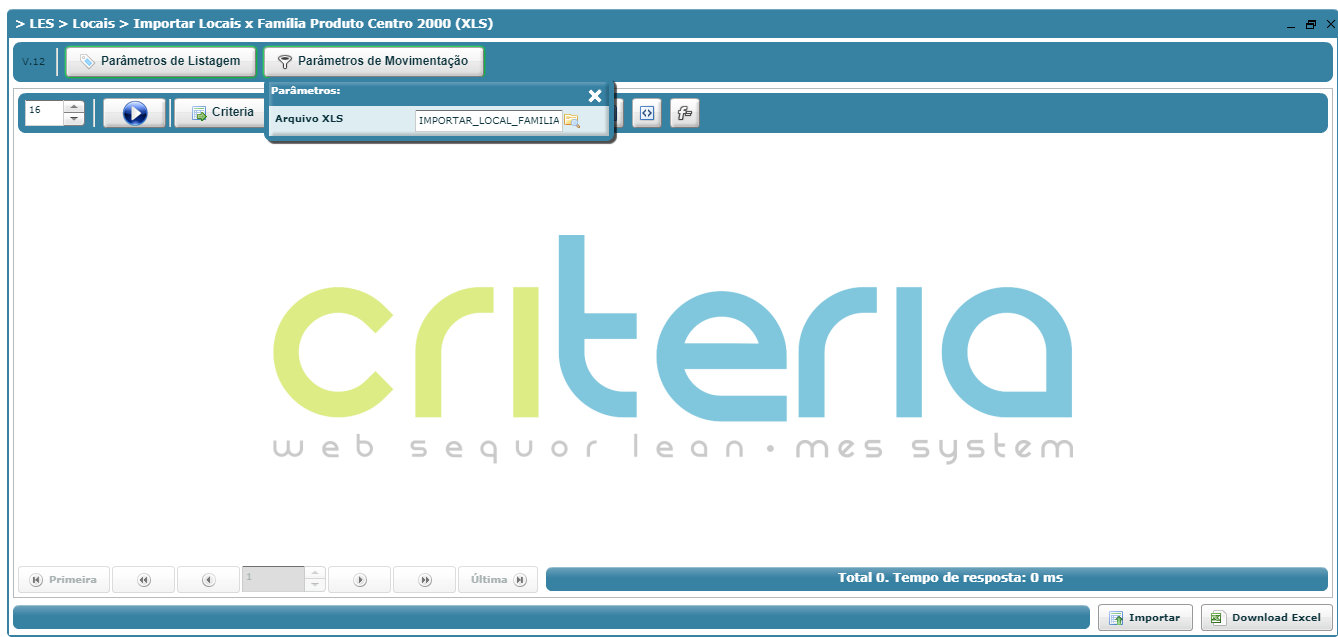 > LES > Locais > Importar Locais x Família Produto Centro 2000 (XLS)
V.12
Parâmetros de Listagem
Parâmetros de Movimentação
Parâmetros:
16
Criteria
Arquivo XLS
IMPORTAR_LOCAL_FAMILIA
criteria
web sequor lean • mes system
Primeira
1
Última
Total 0. Tempo de resposta: 0 ms
Importar
Download Excel